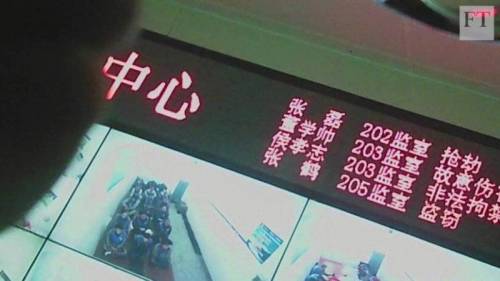 FT
中心
张 磊 202监室 抢劫
董学帅 203监室 故意伤
侯孝志 203监室 非法拘
张 鹤 206监室 盗窃